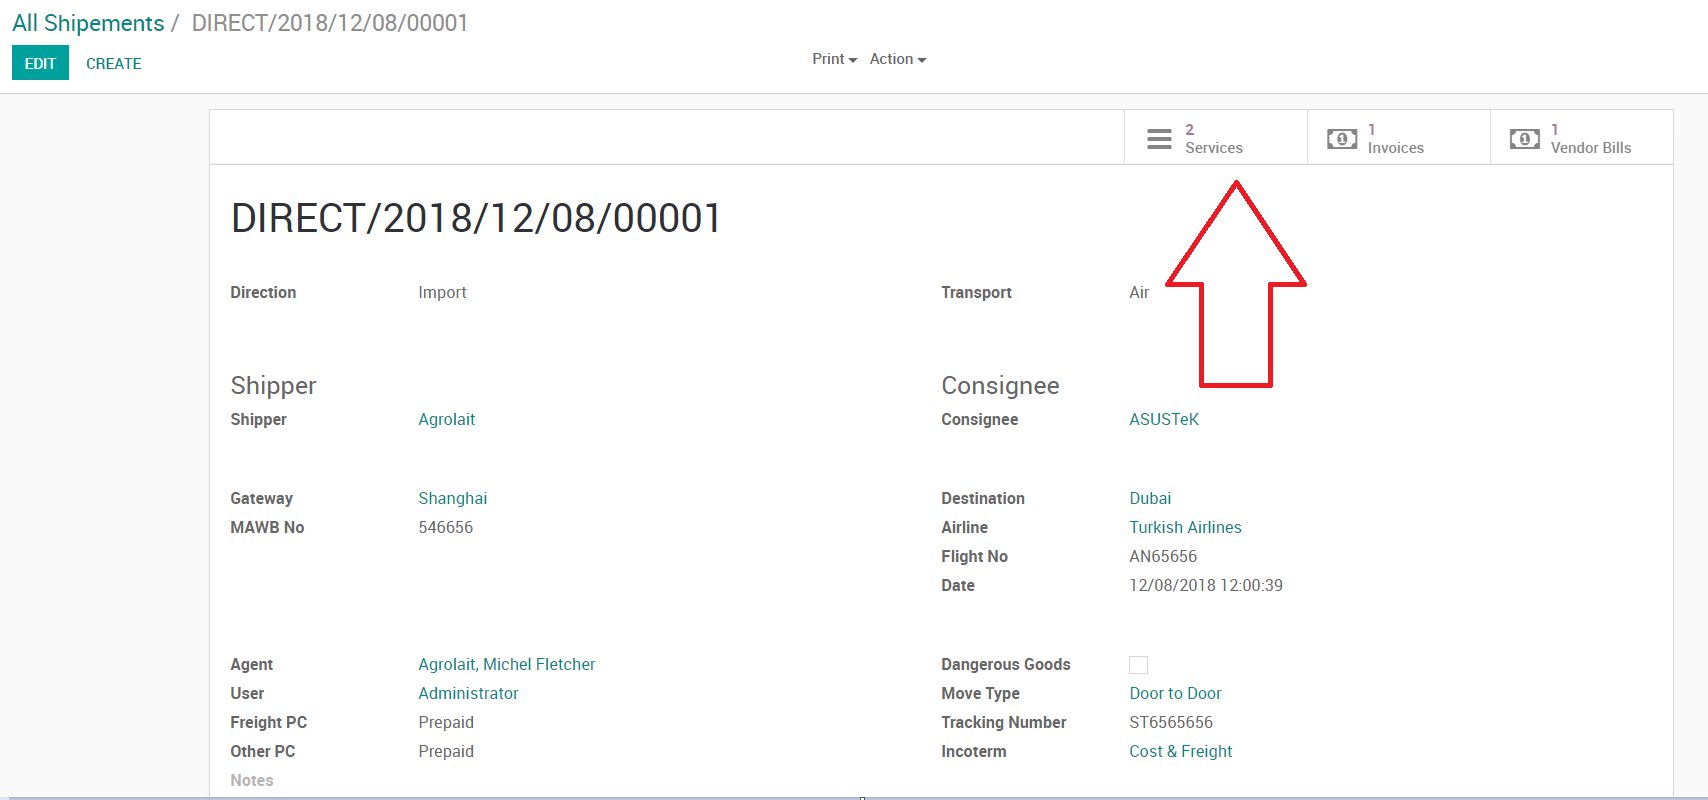 All Shipements / DIRECT/2018/12/08/00001
EDIT CREATE Print Action
2 Services 1 Invoices 1 Vendor Bills
DIRECT/2018/12/08/00001
Direction Import Transport Air
Shipper Consignee
Shipper Agrolait Consignee ASUSTeK
Gateway Shanghai Destination Dubai
MAWB No 546656 Airline Turkish Airlines
Flight No AN65656
Date 12/08/2018 12:00:39
Agent Agrolait, Michel Fletcher Dangerous Goods
User Administrator Move Type Door to Door
Freight PC Prepaid Tracking Number ST6565656
Other PC Prepaid Incoterm Cost & Freight
Notes